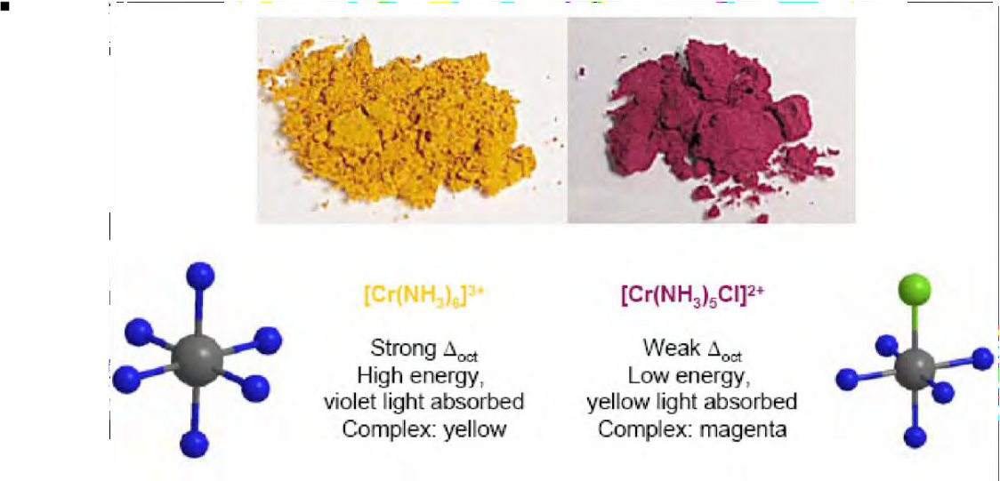 [Cr(NH₃)₆]³⁺
Strong Δoct
High energy,
violet light absorbed
Complex: yellow
[Cr(NH₃)₅Cl]²⁺
Weak Δoct
Low energy,
yellow light absorbed
Complex: magenta